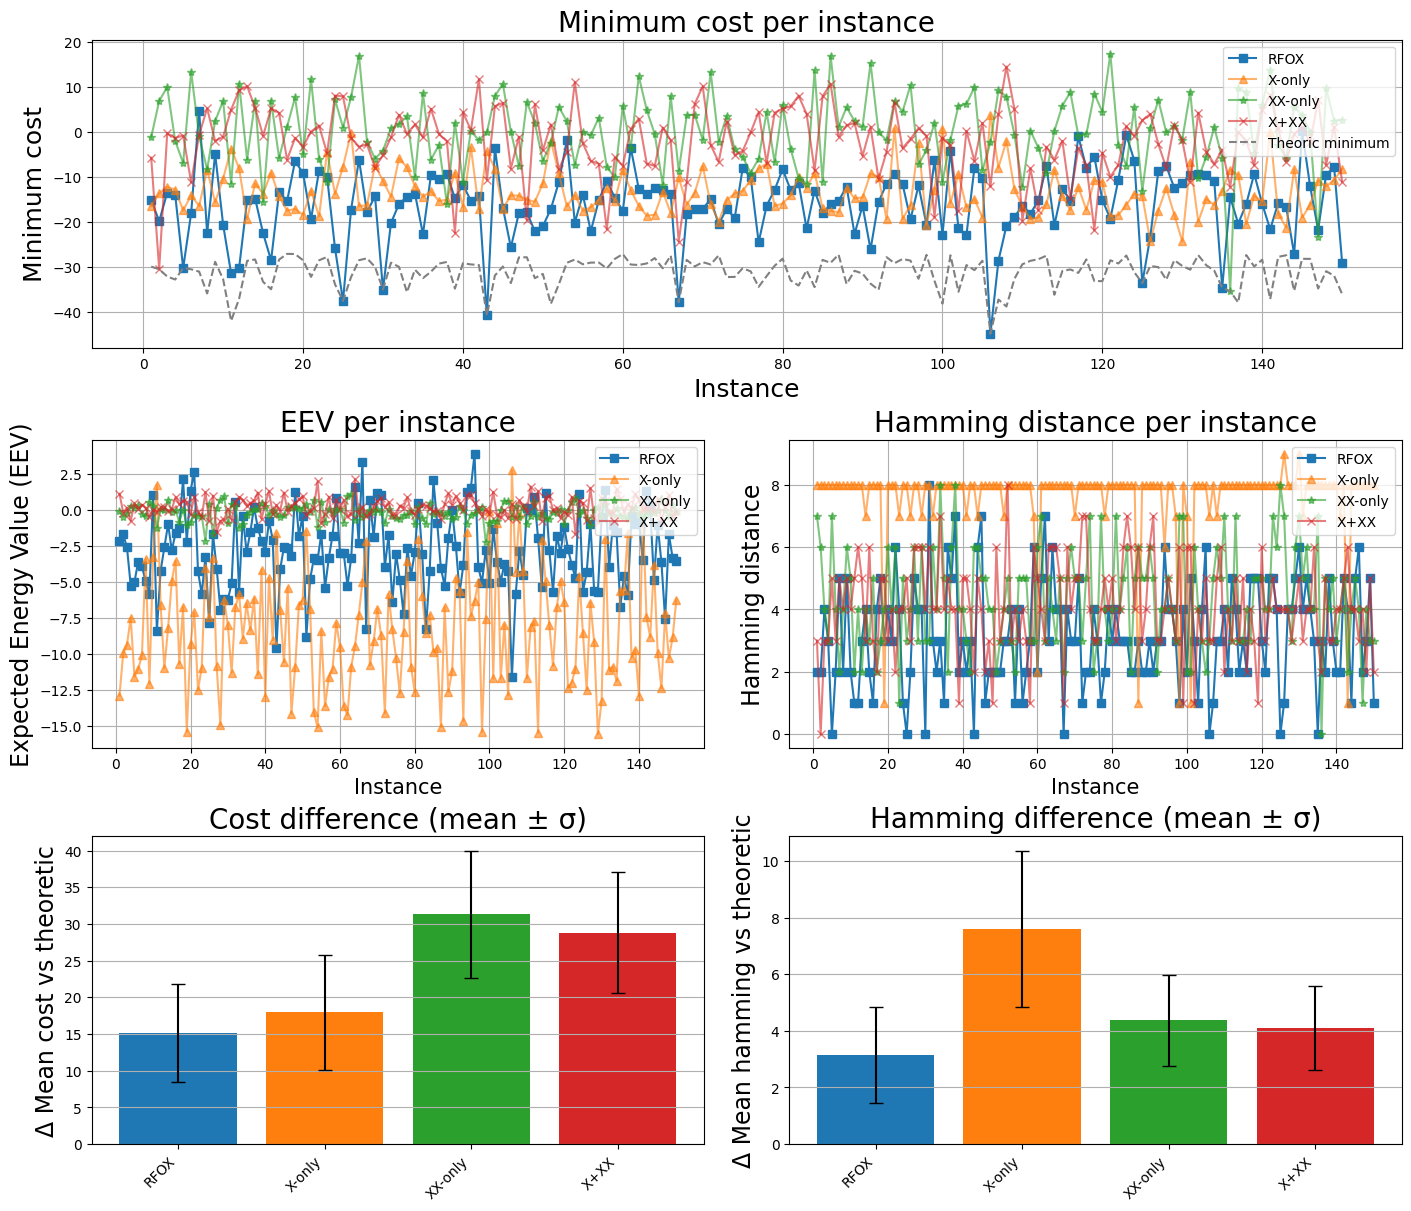 Minimum cost per instance
Minimum cost
20
10
0
−10
−20
−30
−40
RFOX
X-only
XX-only
X+XX
Theoric minimum
0 20 40 60 80 100 120 140
Instance
EEV per instance
Expected Energy Value (EEV)
2.5
0.0
−2.5
−5.0
−7.5
−10.0
−12.5
−15.0
RFOX
X-only
XX-only
X+XX
0 20 40 60 80 100 120 140
Instance
Hamming distance per instance
Hamming distance
8
6
4
2
0
RFOX
X-only
XX-only
X+XX
0 20 40 60 80 100 120 140
Instance
Cost difference (mean ± σ)
Δ Mean cost vs theoretic
40
35
30
25
20
15
10
5
0
RFOX
X-only
XX-only
X+XX
Hamming difference (mean ± σ)
Δ Mean hamming vs theoretic
10
8
6
4
2
0
RFOX
X-only
XX-only
X+XX